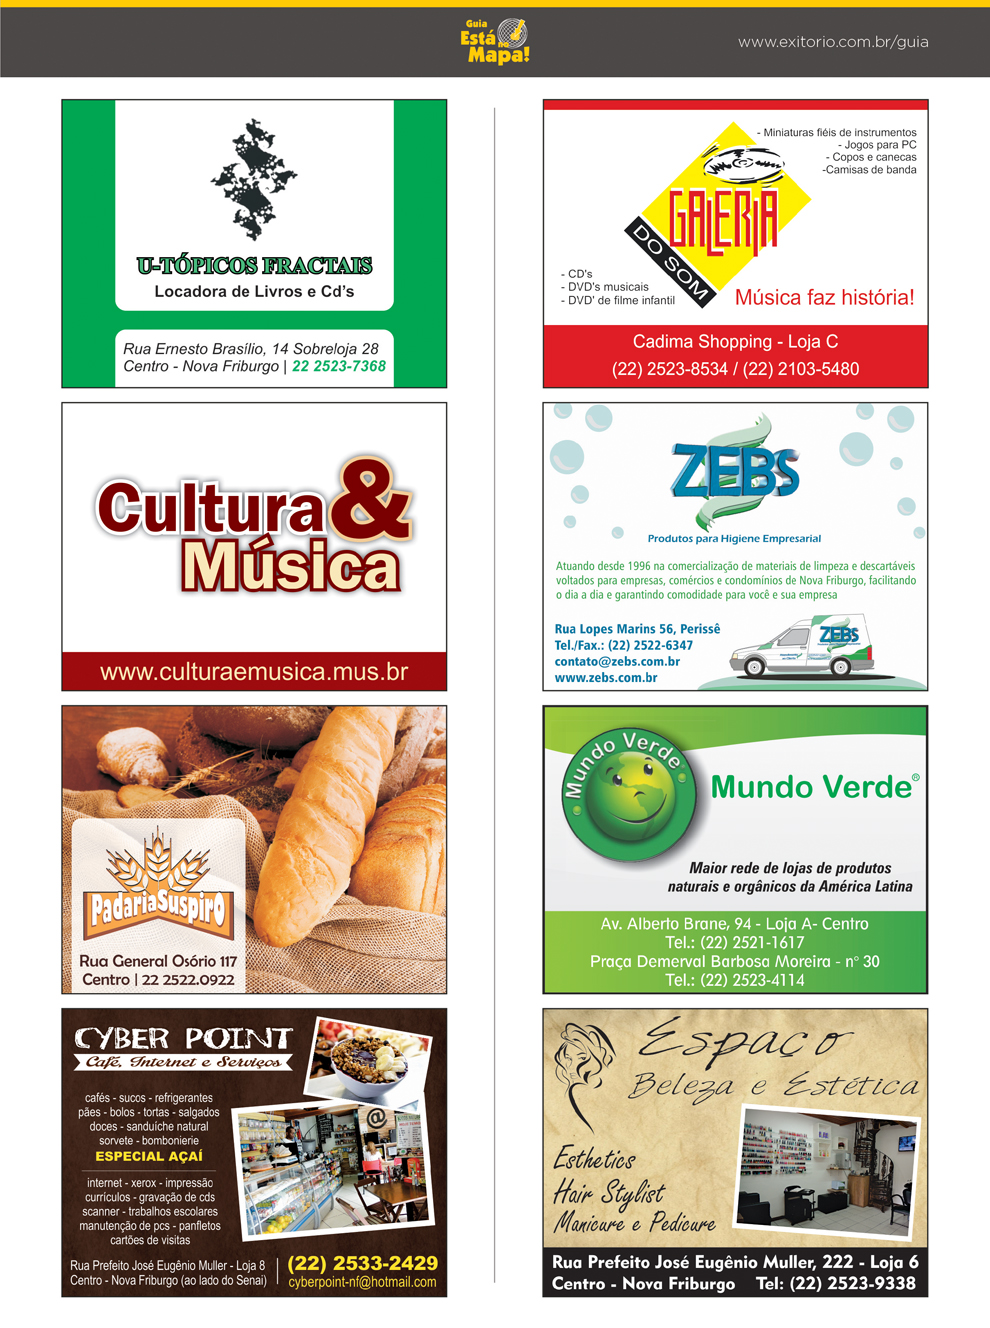 Guia
Está no
Mapa!
www.exitorio.com.br/guia
U-TÓPICOS FRACTAIS
Locadora de Livros e Cd's
Rua Ernesto Brasílio, 14 Sobreloja 28
Centro - Nova Friburgo | 22 2523-7368
- Miniaturas fiéis de instrumentos
- Jogos para PC
- Copos e canecas
-Camisas de banda
GALERIA
DO SOM
- CD's
- DVD's musicais
- DVD' de filme infantil
Música faz história!
Cadima Shopping - Loja C
(22) 2523-8534 / (22) 2103-5480
Cultura &
Música
www.culturaemusica.mus.br
ZEBS
Produtos para Higiene Empresarial
Atuando desde 1996 na comercialização de materiais de limpeza e descartáveis
voltados para empresas, comércios e condomínios de Nova Friburgo, facilitando
o dia a dia e garantindo comodidade para você e sua empresa
Rua Lopes Marins 56, Perissê
Tel./Fax.: (22) 2522-6347
contato@zebs.com.br
www.zebs.com.br
ZEBS
PadariaSuspiro
Rua General Osório 117
Centro | 22 2522.0922
Mundo Verde
Mundo Verde®
Maior rede de lojas de produtos
naturais e orgânicos da América Latina
Av. Alberto Brane, 94 - Loja A- Centro
Tel.: (22) 2521-1617
Praça Demerval Barbosa Moreira - n° 30
Tel.: (22) 2523-4114
CYBER POINT
Café, Internet e Serviços
cafés - sucos - refrigerantes
pães - bolos - tortas - salgados
doces - sanduíche natural
sorvete - bombonierie
ESPECIAL AÇAÍ
internet - xerox - impressão
currículos - gravação de cds
scanner - trabalhos escolares
manutenção de pcs - panfletos
cartões de visitas
@
Rua Prefeito José Eugênio Muller - Loja 8
Centro - Nova Friburgo (ao lado do Senai)
(22) 2533-2429
cyberpoint-nf@hotmail.com
Espaço
Beleza e Estética
Esthetics
Hair Stylist
Manicure e Pedicure
Rua Prefeito José Eugênio Muller, 222 - Loja 6
Centro - Nova Friburgo Tel: (22) 2523-9338